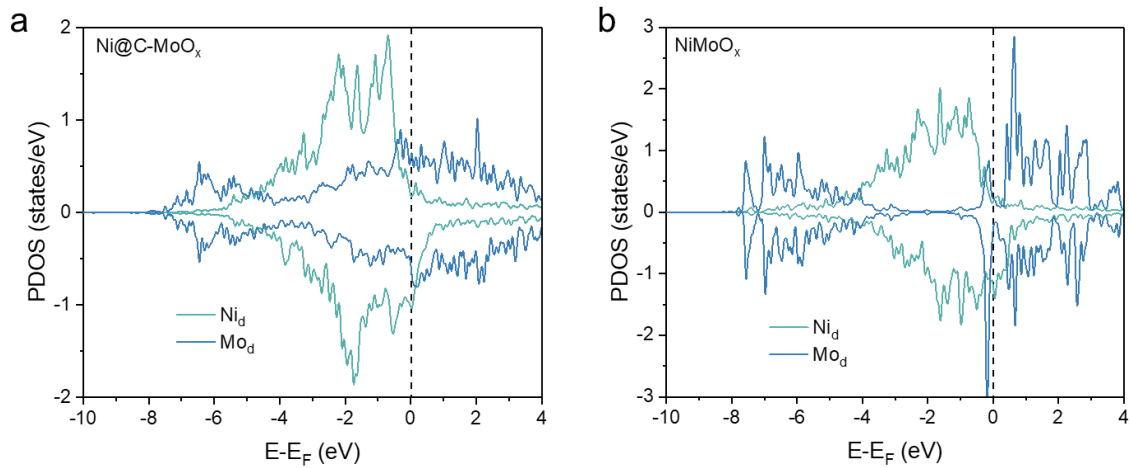 a
Ni@C-MoOx
PDOS (states/eV)
2
1
0
-1
-2
Nid
Mod
-10
-8
-6
-4
-2
0
2
4
E-EF (eV)
b
NiMoOx
PDOS (states/eV)
3
2
1
0
-1
-2
-3
Nid
Mod
-10
-8
-6
-4
-2
0
2
4
E-EF (eV)